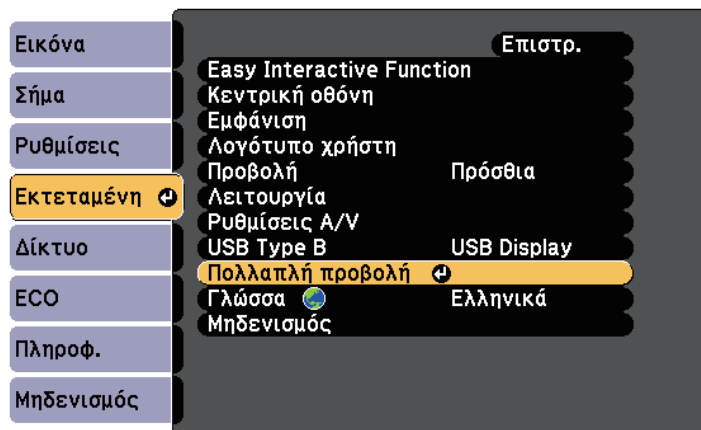 Εικόνα
Σήμα
Ρυθμίσεις
Εκτεταμένη
Δίκτυο
ECO
Πληροφ.
Μηδενισμός
Επιστρ.
Easy Interactive Function
Κεντρική οθόνη
Εμφάνιση
Λογότυπο χρήστη
Προβολή Πρόσθια
Λειτουργία
Ρυθμίσεις A/V
USB Type B USB Display
Πολλαπλή προβολή
Γλώσσα Ελληνικά
Μηδενισμός